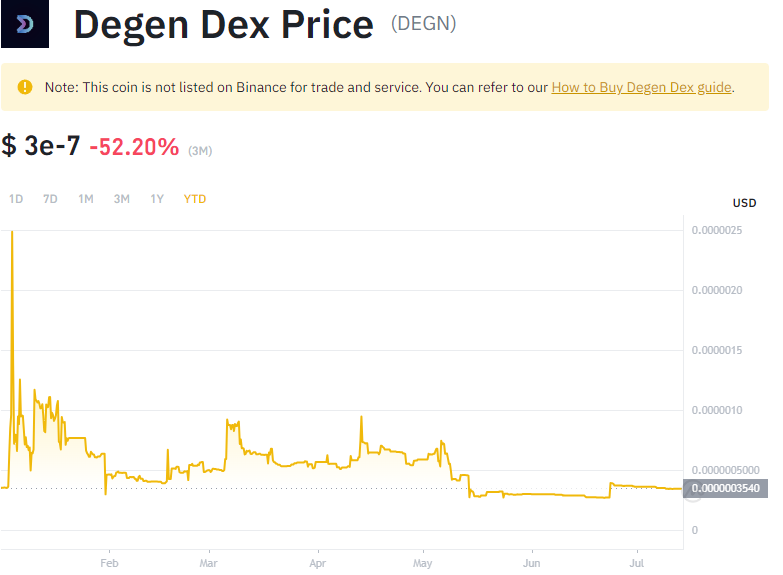 Degen Dex Price (DEGN)
Note: This coin is not listed on Binance for trade and service. You can refer to our How to Buy Degen Dex guide.
$ 3e-7 -52.20% (3M)
1D 7D 1M 3M 1Y YTD
USD
0.0000025
0.0000020
0.0000015
0.0000010
0.0000005000
0.0000003540
0
Feb Mar Apr May Jun Jul